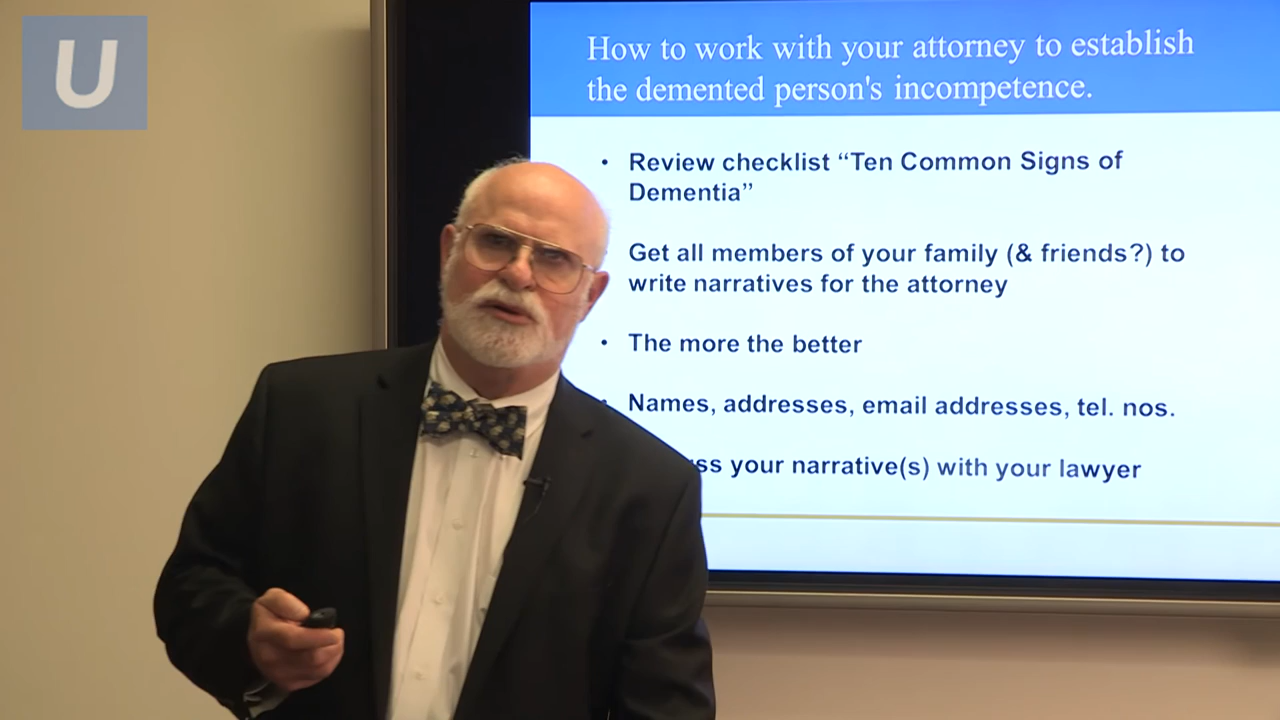 U
How to work with your attorney to establish
the demented person's incompetence.
• Review checklist “Ten Common Signs of
Dementia”
Get all members of your family (& friends?) to
write narratives for the attorney
• The more the better
Names, addresses, email addresses, tel. nos.
your narrative(s) with your lawyer